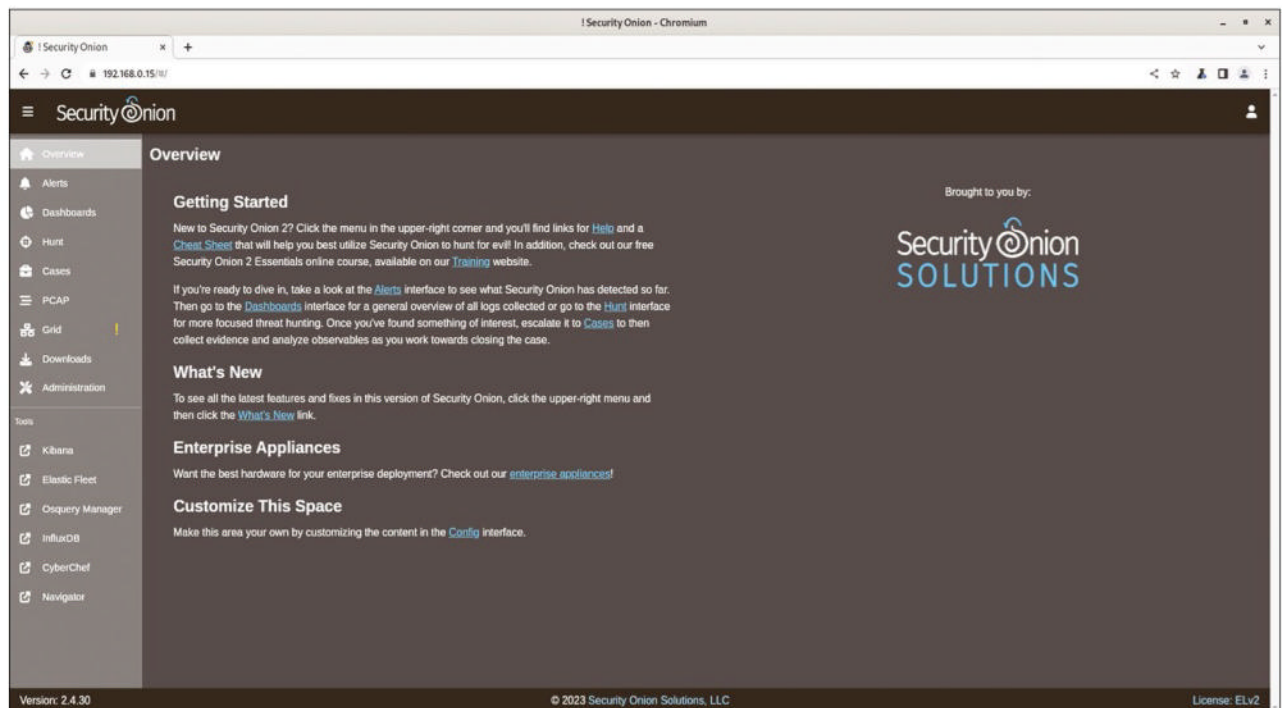 ! Security Onion - Chromium
! Security Onion
192.168.0.15/#/
Security Onion
Overview
Alerts
Dashboards
Hunt
Cases
PCAP
Grid !
Downloads
Administration
Tools
Kibana
Elastic Fleet
Osquery Manager
InfluxDB
CyberChef
Navigator
Overview
Getting Started
New to Security Onion 2? Click the menu in the upper-right corner and you'll find links for Help and a
Cheat Sheet that will help you best utilize Security Onion to hunt for evil! In addition, check out our free
Security Onion 2 Essentials online course, available on our Training website.
If you're ready to dive in, take a look at the Alerts interface to see what Security Onion has detected so far.
Then go to the Dashboards interface for a general overview of all logs collected or go to the Hunt interface
for more focused threat hunting. Once you've found something of interest, escalate it to Cases to then
collect evidence and analyze observables as you work towards closing the case.
What's New
To see all the latest features and fixes in this version of Security Onion, click the upper-right menu and
then click the What's New link.
Enterprise Appliances
Want the best hardware for your enterprise deployment? Check out our enterprise appliances!
Customize This Space
Make this area your own by customizing the content in the Config interface.
Brought to you by:
Security Onion
SOLUTIONS
Version: 2.4.30
© 2023 Security Onion Solutions, LLC
License: ELv2